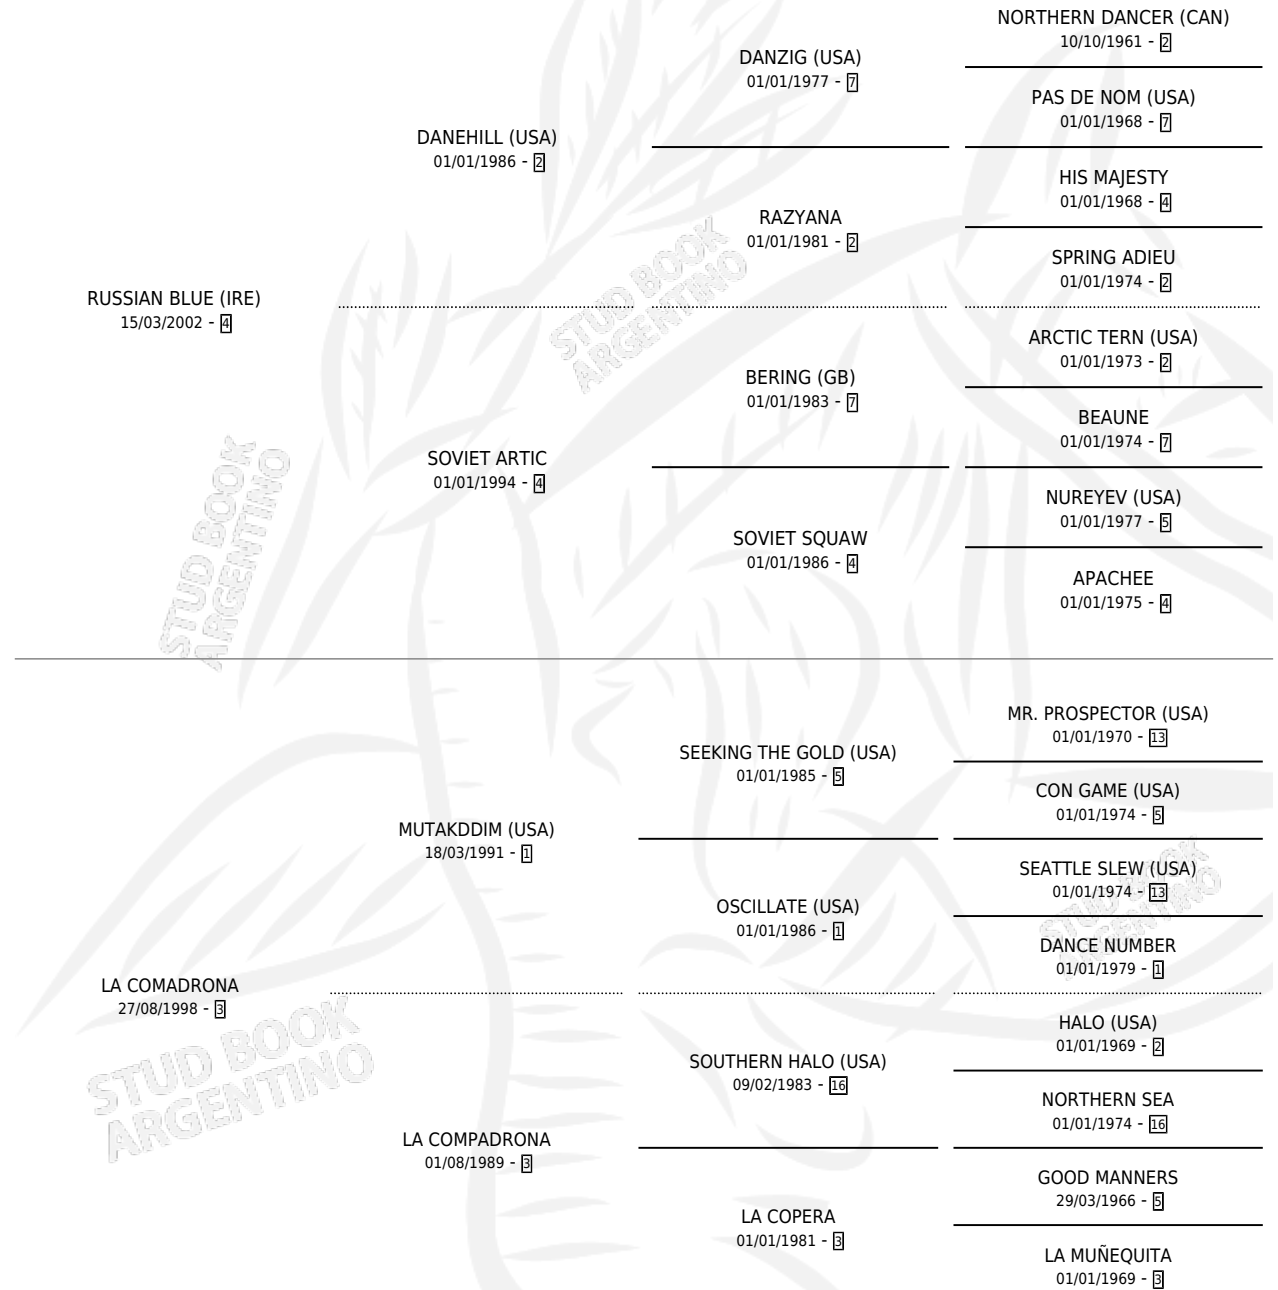 NORTHERN DANCER (CAN)
10/10/1961 - 2
DANZIG (USA)
01/01/1977 - 7
PAS DE NOM (USA)
01/01/1968 - 7
DANEHILL (USA)
01/01/1986 - 2
HIS MAJESTY
01/01/1968 - 4
RAZYANA
01/01/1981 - 2
SPRING ADIEU
01/01/1974 - 2
RUSSIAN BLUE (IRE)
15/03/2002 - 4
STUD BOOK
ARGENTINO
ARCTIC TERN (USA)
01/01/1973 - 2
BERING (GB)
01/01/1983 - 7
BEAUNE
01/01/1974 - 7
SOVIET ARTIC
01/01/1994 - 4
NUREYEV (USA)
01/01/1977 - 5
SOVIET SQUAW
01/01/1986 - 4
APACHEE
01/01/1975 - 4
STUD BOOK
ARGENTINO
MR. PROSPECTOR (USA)
01/01/1970 - 13
SEEKING THE GOLD (USA)
01/01/1985 - 5
CON GAME (USA)
01/01/1974 - 5
MUTAKDDIM (USA)
18/03/1991 - 1
SEATTLE SLEW (USA)
01/01/1974 - 13
STUD BOOK
ARGENTINO
OSCILLATE (USA)
01/01/1986 - 1
DANCE NUMBER
01/01/1979 - 1
LA COMADRONA
27/08/1998 - 3
STUD BOOK
ARGENTINO
HALO (USA)
01/01/1969 - 2
SOUTHERN HALO (USA)
09/02/1983 - 16
NORTHERN SEA
01/01/1974 - 16
LA COMPADRONA
01/08/1989 - 3
GOOD MANNERS
29/03/1966 - 5
LA COPERA
01/01/1981 - 3
LA MUÑEQUITA
01/01/1969 - 3